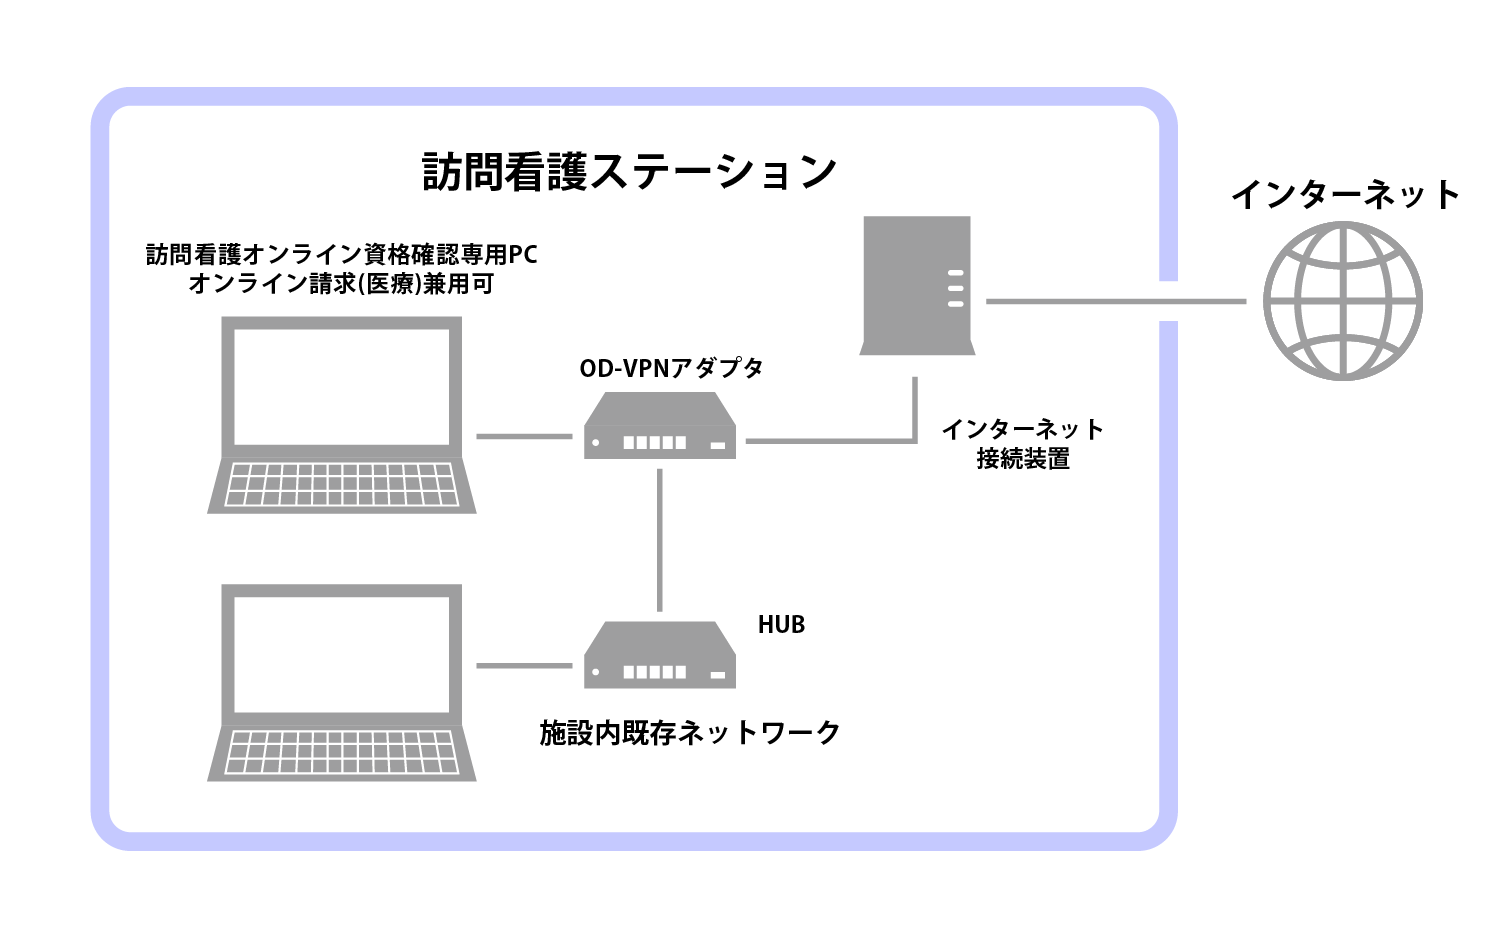 訪問看護ステーション
インターネット
訪問看護オンライン資格確認専用PC
オンライン請求(医療)兼用可
OD-VPNアダプタ
インターネット
接続装置
HUB
施設内既存ネットワーク